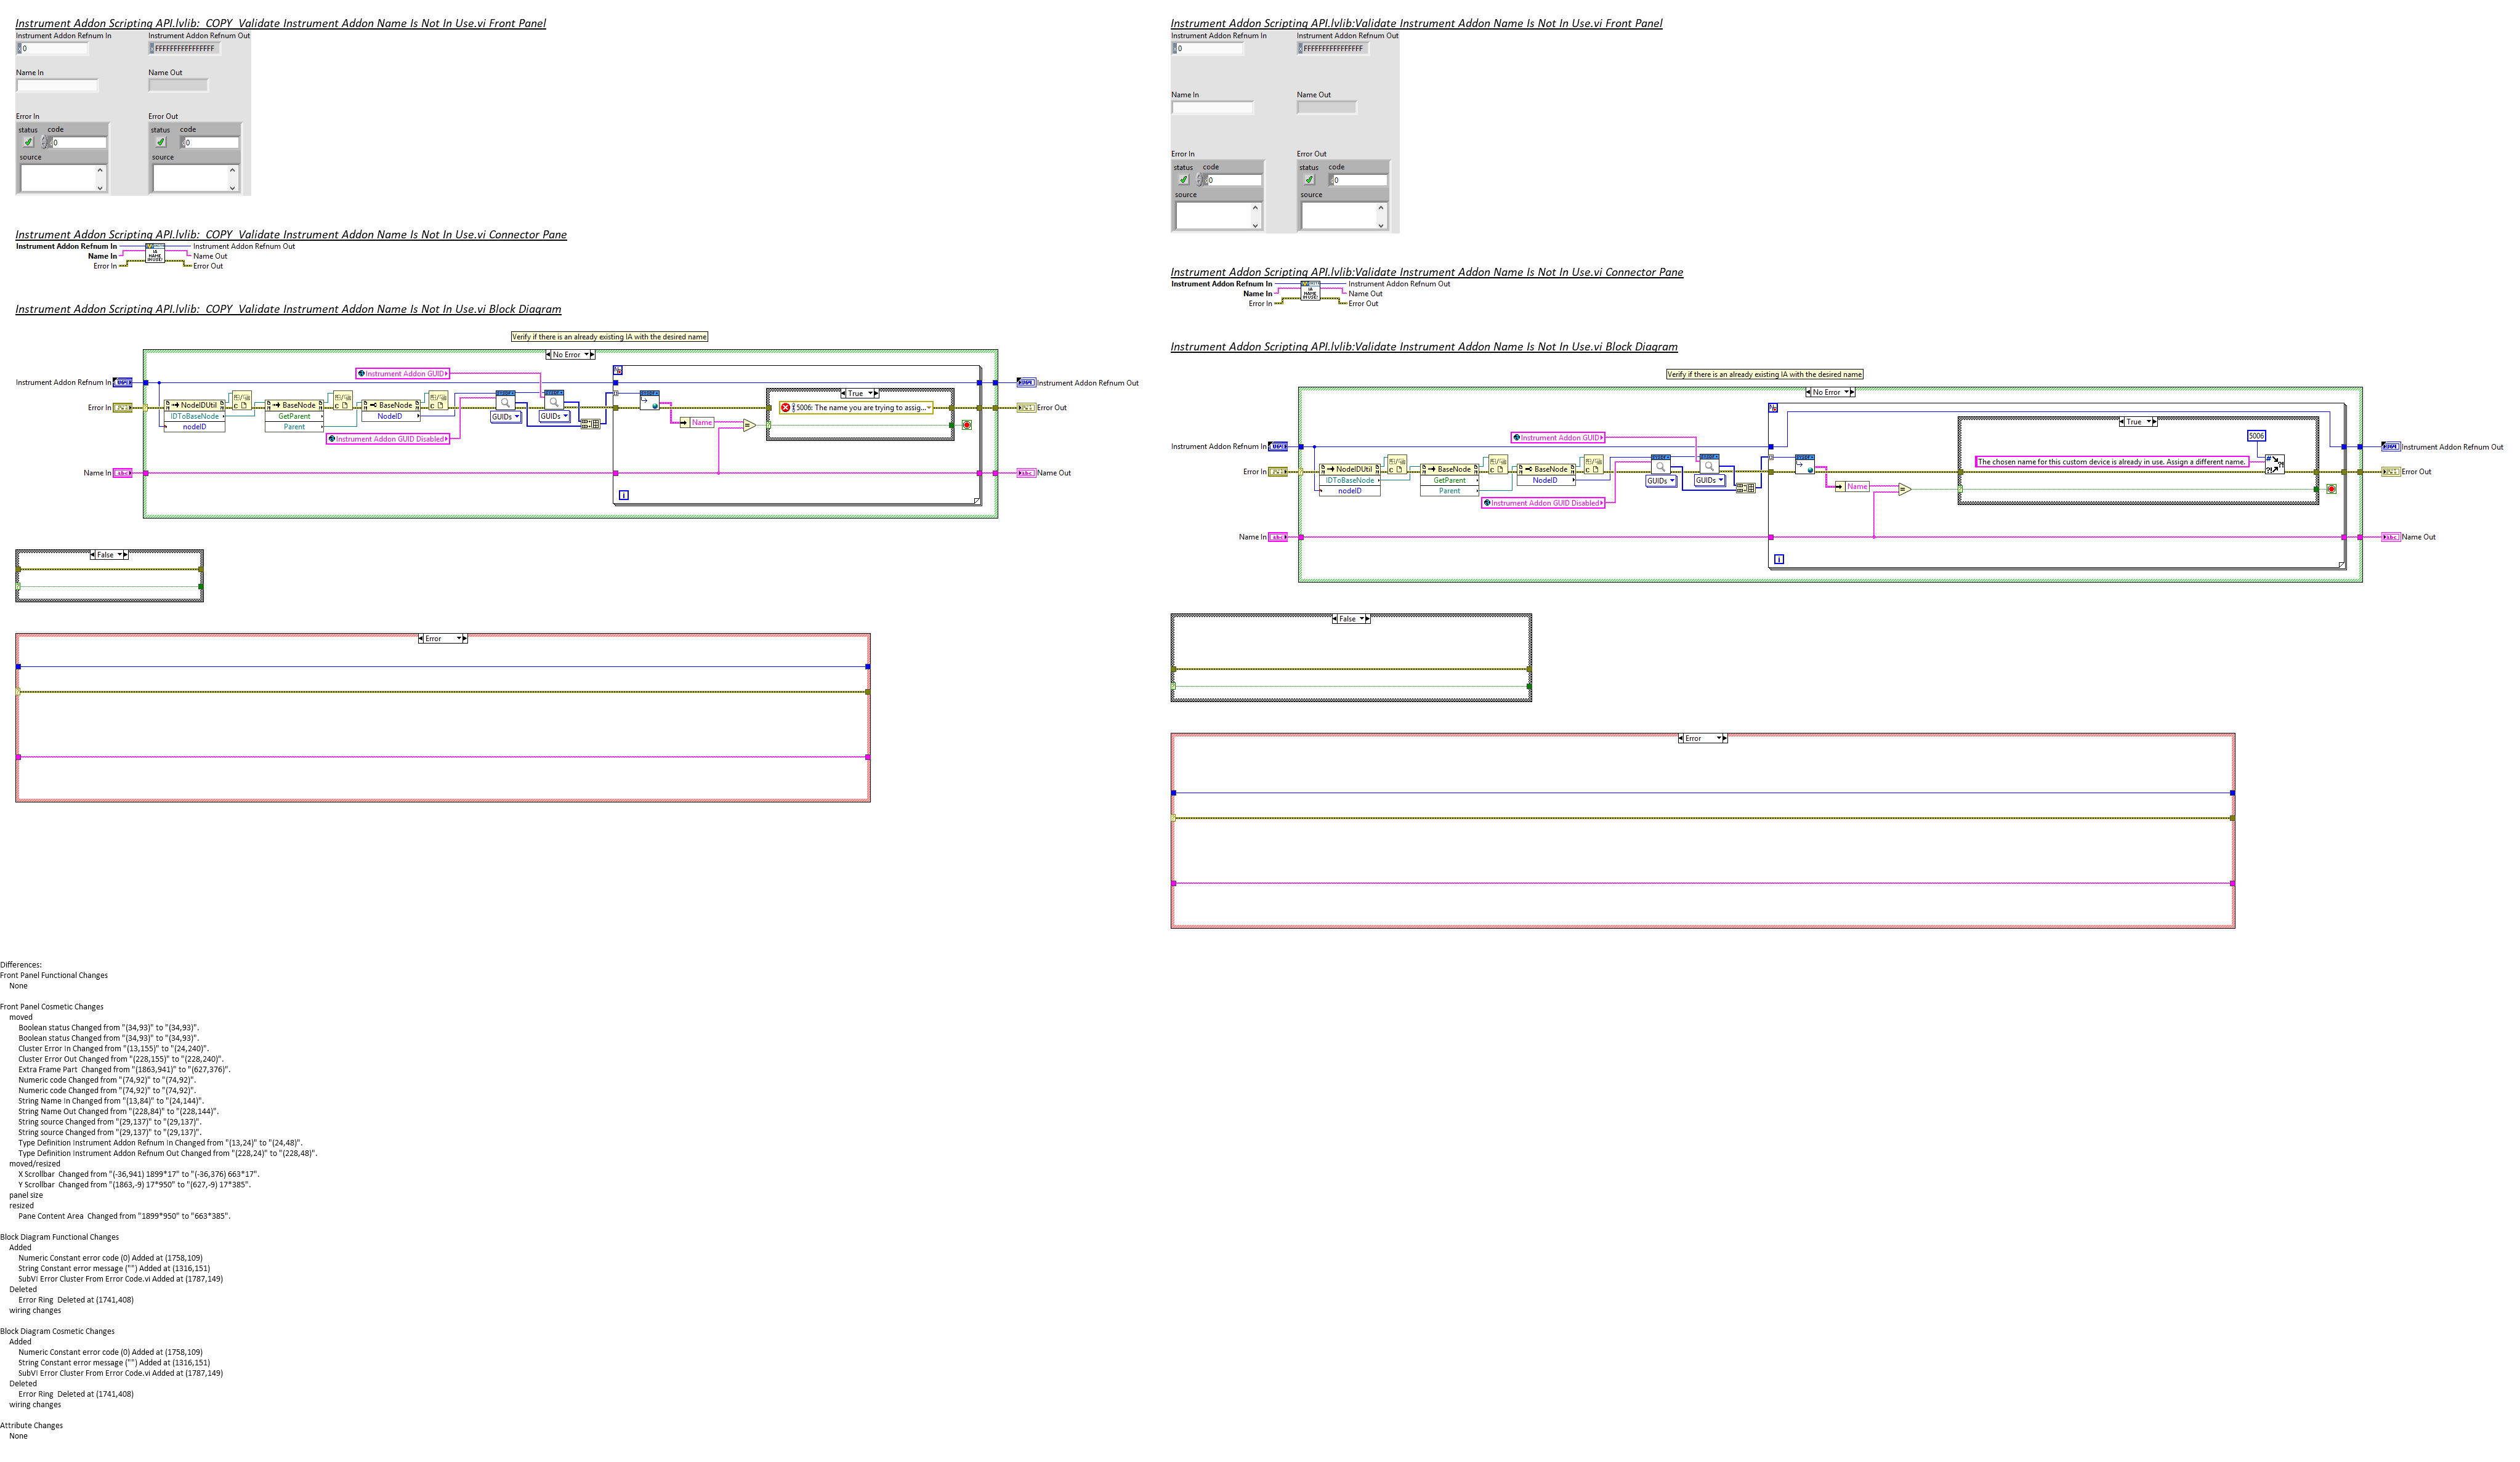 Instrument Addon Scripting API.lvlib:_COPY_Validate Instrument Addon Name Is Not In Use.vi Front Panel
Instrument Addon Refnum In
Instrument Addon Refnum Out
0
FFFFFFFFFFFFFFFF
Name In
Name Out
Error In
Error Out
status code
status code
0
0
source
source
Instrument Addon Scripting API.lvlib:_COPY_Validate Instrument Addon Name Is Not In Use.vi Connector Pane
Instrument Addon Refnum In
Instrument Addon Refnum Out
Name In
IA
NAME
IN USE?
Name Out
Error In
Error Out
Instrument Addon Scripting API.lvlib:_COPY_Validate Instrument Addon Name Is Not In Use.vi Block Diagram
Verify if there is an already existing IA with the desired name
No Error
Instrument Addon GUID
Instrument Addon Refnum In
Instrument Addon Refnum Out
True
Error In
NodeIDUtil
IDToBaseNode
nodeID
BaseNode
GetParent
Parent
BaseNode
NodeID
GUIDs
GUIDs
5006: The name you are trying to assig...
Error Out
Name
Instrument Addon GUID Disabled
Name In
abc
Name Out
abc
i
False
Error
Instrument Addon Scripting API.lvlib:Validate Instrument Addon Name Is Not In Use.vi Front Panel
Instrument Addon Refnum In
Instrument Addon Refnum Out
0
FFFFFFFFFFFFFFFF
Name In
Name Out
Error In
Error Out
status code
status code
0
0
source
source
Instrument Addon Scripting API.lvlib:Validate Instrument Addon Name Is Not In Use.vi Connector Pane
Instrument Addon Refnum In
Instrument Addon Refnum Out
Name In
IA
NAME
IN USE?
Name Out
Error In
Error Out
Instrument Addon Scripting API.lvlib:Validate Instrument Addon Name Is Not In Use.vi Block Diagram
Verify if there is an already existing IA with the desired name
No Error
True
5006
Instrument Addon GUID
Instrument Addon Refnum In
Instrument Addon Refnum Out
The chosen name for this custom device is already in use. Assign a different name.
Error In
NodeIDUtil
IDToBaseNode
nodeID
BaseNode
GetParent
Parent
BaseNode
NodeID
GUIDs
GUIDs
Error Out
Name
Instrument Addon GUID Disabled
Name In
abc
Name Out
abc
i
False
Error
Differences:
Front Panel Functional Changes
None
Front Panel Cosmetic Changes
moved
Boolean status Changed from "(34,93)" to "(34,93)".
Boolean status Changed from "(34,93)" to "(34,93)".
Cluster Error In Changed from "(13,155)" to "(24,240)".
Cluster Error Out Changed from "(228,155)" to "(228,240)".
Extra Frame Part  Changed from "(1863,941)" to "(627,376)".
Numeric code Changed from "(74,92)" to "(74,92)".
Numeric code Changed from "(74,92)" to "(74,92)".
String Name In Changed from "(13,84)" to "(24,144)".
String Name Out Changed from "(228,84)" to "(228,144)".
String source Changed from "(29,137)" to "(29,137)".
String source Changed from "(29,137)" to "(29,137)".
Type Definition Instrument Addon Refnum In Changed from "(13,24)" to "(24,48)".
Type Definition Instrument Addon Refnum Out Changed from "(228,24)" to "(228,48)".
moved/resized
X Scrollbar  Changed from "(-36,941) 1899*17" to "(-36,376) 663*17".
Y Scrollbar  Changed from "(1863,-9) 17*950" to "(627,-9) 17*385".
panel size
resized
Pane Content Area  Changed from "1899*950" to "663*385".
Block Diagram Functional Changes
Added
Numeric Constant error code (0) Added at (1758,109)
String Constant error message ("") Added at (1316,151)
SubVI Error Cluster From Error Code.vi Added at (1787,149)
Deleted
Error Ring  Deleted at (1741,408)
wiring changes
Block Diagram Cosmetic Changes
Added
Numeric Constant error code (0) Added at (1758,109)
String Constant error message ("") Added at (1316,151)
SubVI Error Cluster From Error Code.vi Added at (1787,149)
Deleted
Error Ring  Deleted at (1741,408)
wiring changes
Attribute Changes
None